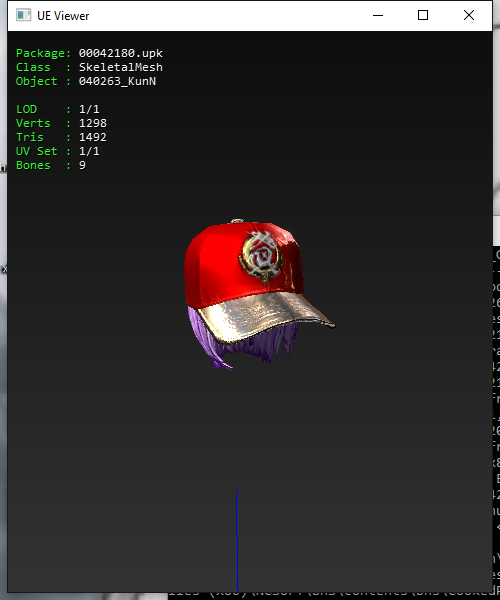 UE Viewer
Package: 00042180.upk
Class : SkeletalMesh
Object : 040263_KunN
LOD : 1/1
Verts : 1298
Tris : 1492
UV Set : 1/1
Bones : 9